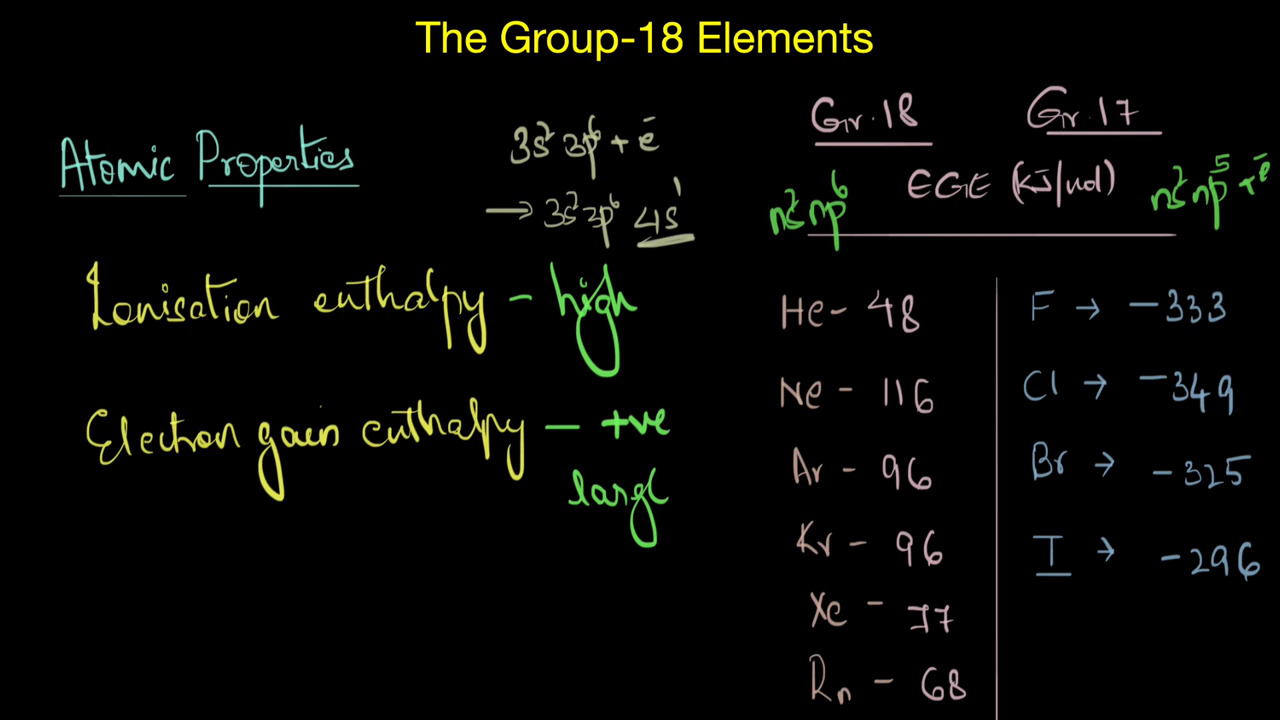 The Group-18 Elements
Atomic Properties
3s² 3p⁶ + e⁻
→ 3s² 3p⁶ 4s¹
Ionisation enthalpy - high
Electron gain enthalpy - +ve
large
Gr.18 Gr.17
EGE (kJ/mol)
ns² np⁶ ns² np⁵ + e⁻
He - 48 F → -333
Ne - 116 Cl → -349
Ar - 96 Br → -325
Kr - 96 I → -296
Xe - 77
Rn - 68